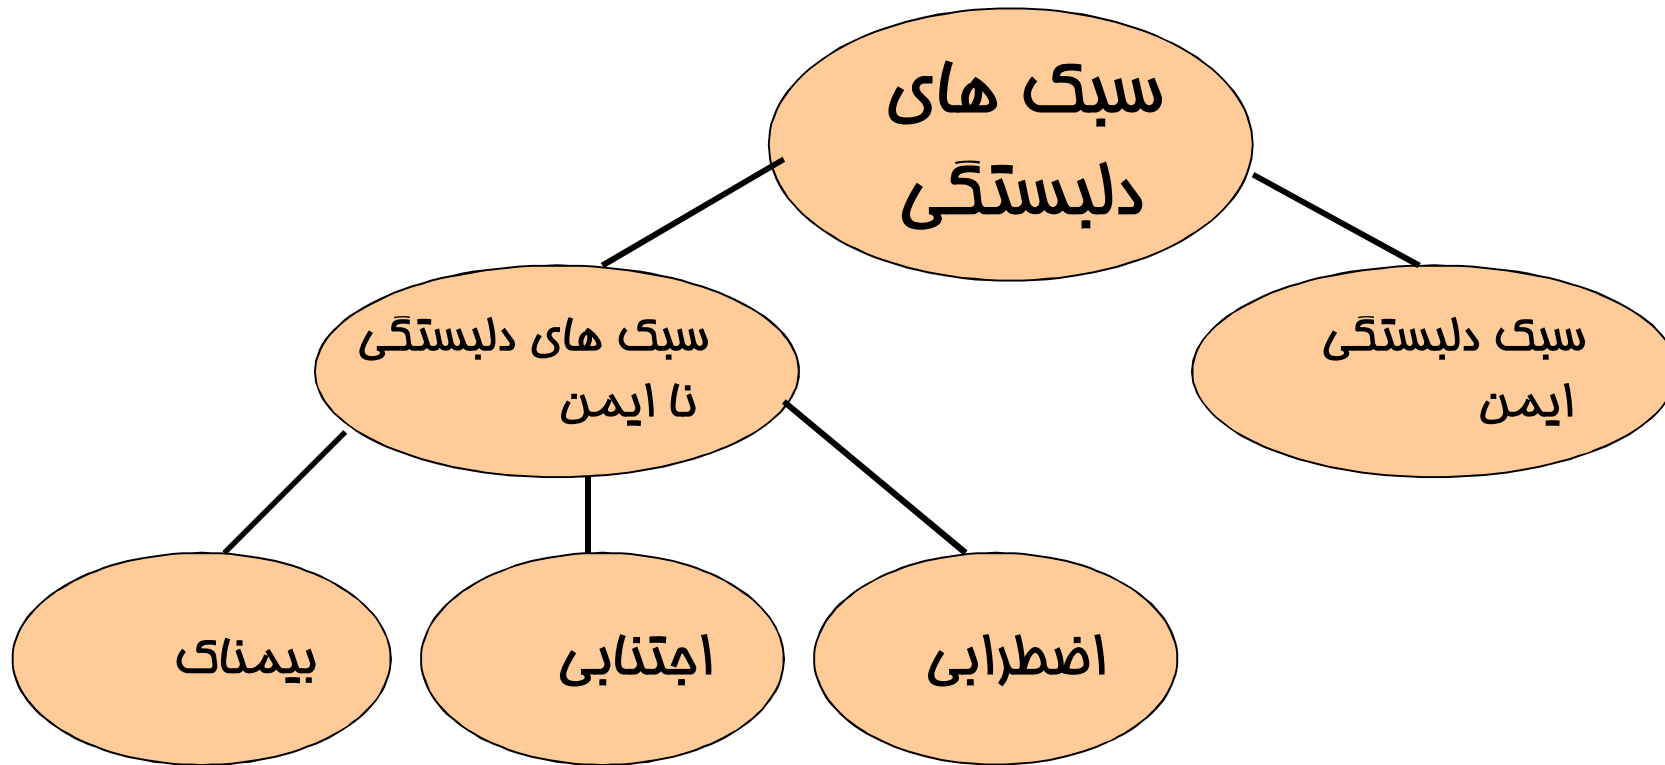 سبک های
دلبستگی
سبک دلبستگی
ایمن
سبک های دلبستگی
نا ایمن
اضطرابی
اجتنابی
بیمناک